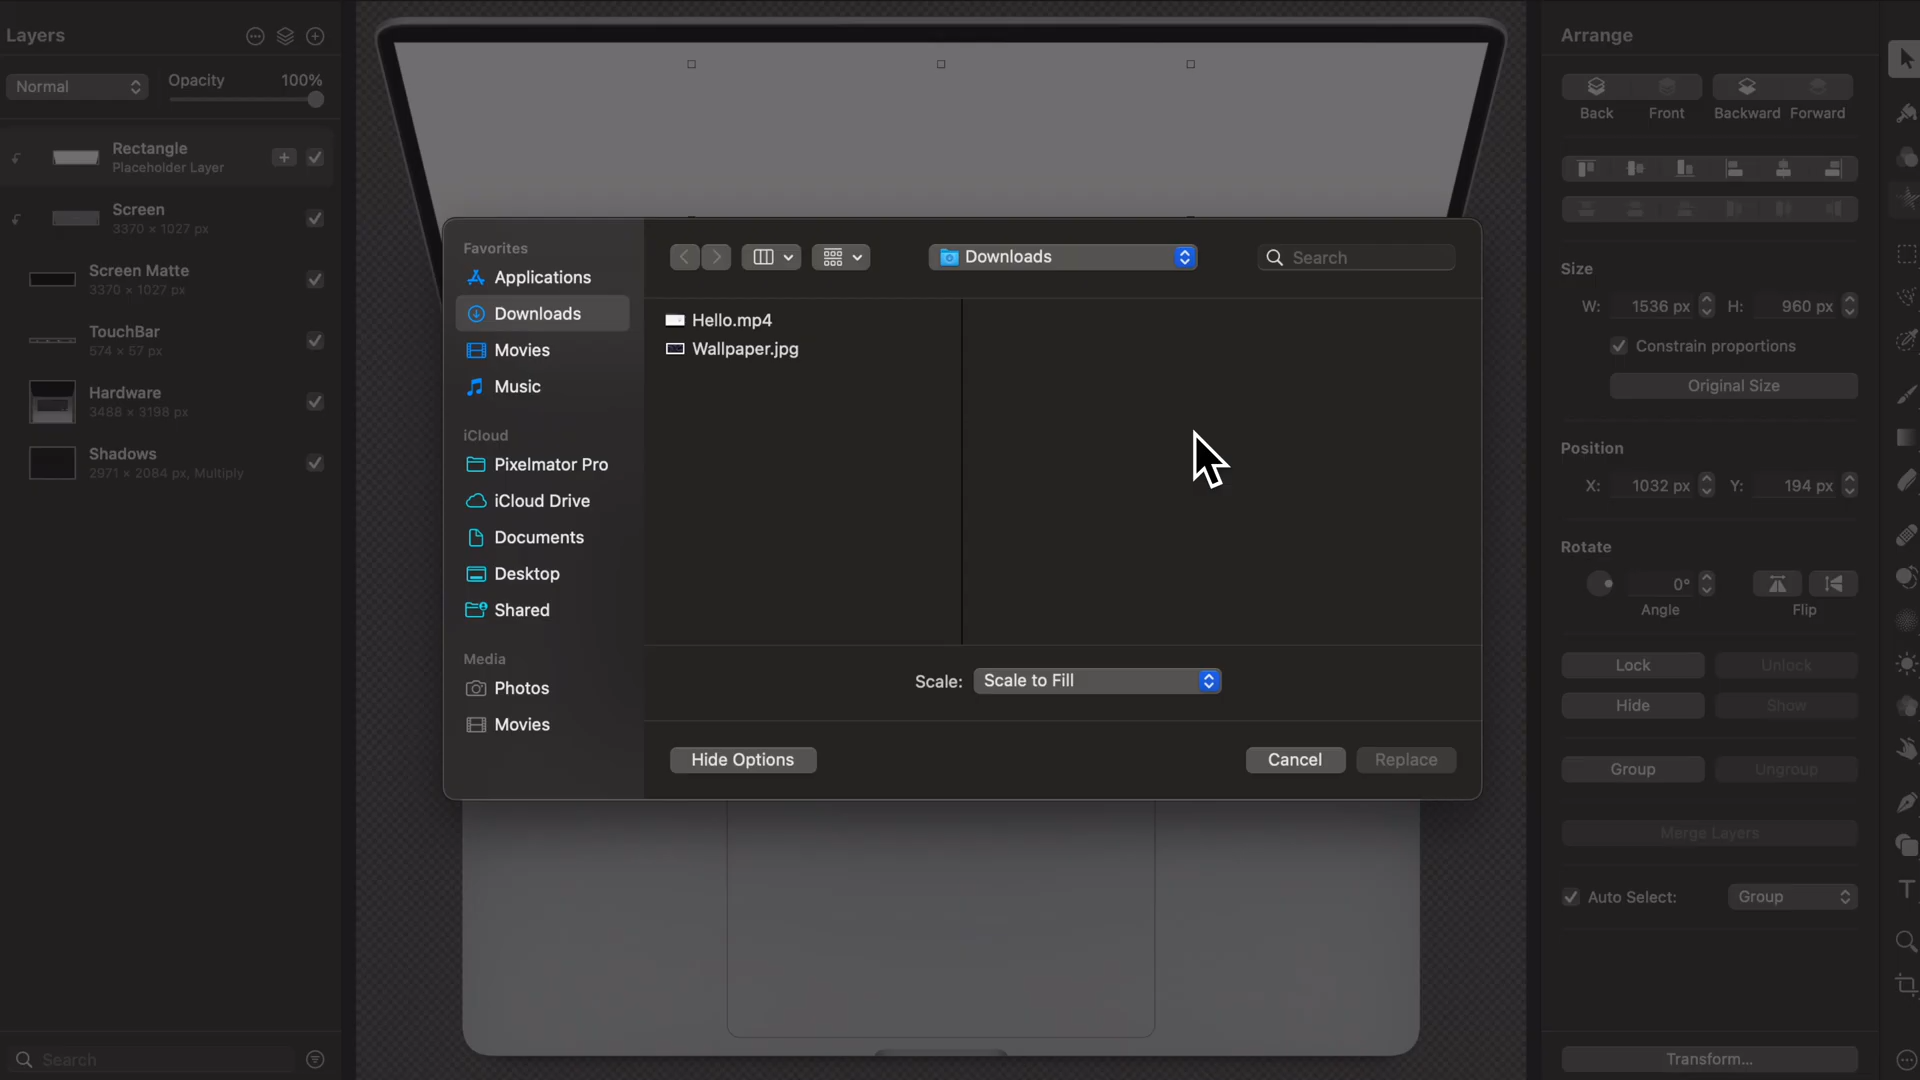 Layers
Normal
Opacity
100%
Rectangle
Placeholder Layer
Screen
3370 × 1027 px
Screen Matte
3370 × 1027 px
TouchBar
574 × 57 px
Hardware
3488 × 3198 px
Shadows
2971 × 2084 px, Multiply
Search
Favorites
Applications
Downloads
Movies
Music
iCloud
Pixelmator Pro
iCloud Drive
Documents
Desktop
Shared
Media
Photos
Movies
Downloads
Search
Hello.mp4
Wallpaper.jpg
Scale: Scale to Fill
Hide Options
Cancel
Replace
Arrange
Back
Front
Backward
Forward
Size
W: 1536 px
H: 960 px
Constrain proportions
Original Size
Position
X: 1032 px
Y: 194 px
Rotate
0°
Angle
Flip
Lock
Unlock
Hide
Show
Group
Ungroup
Merge Layers
Auto Select: Group
Transform...